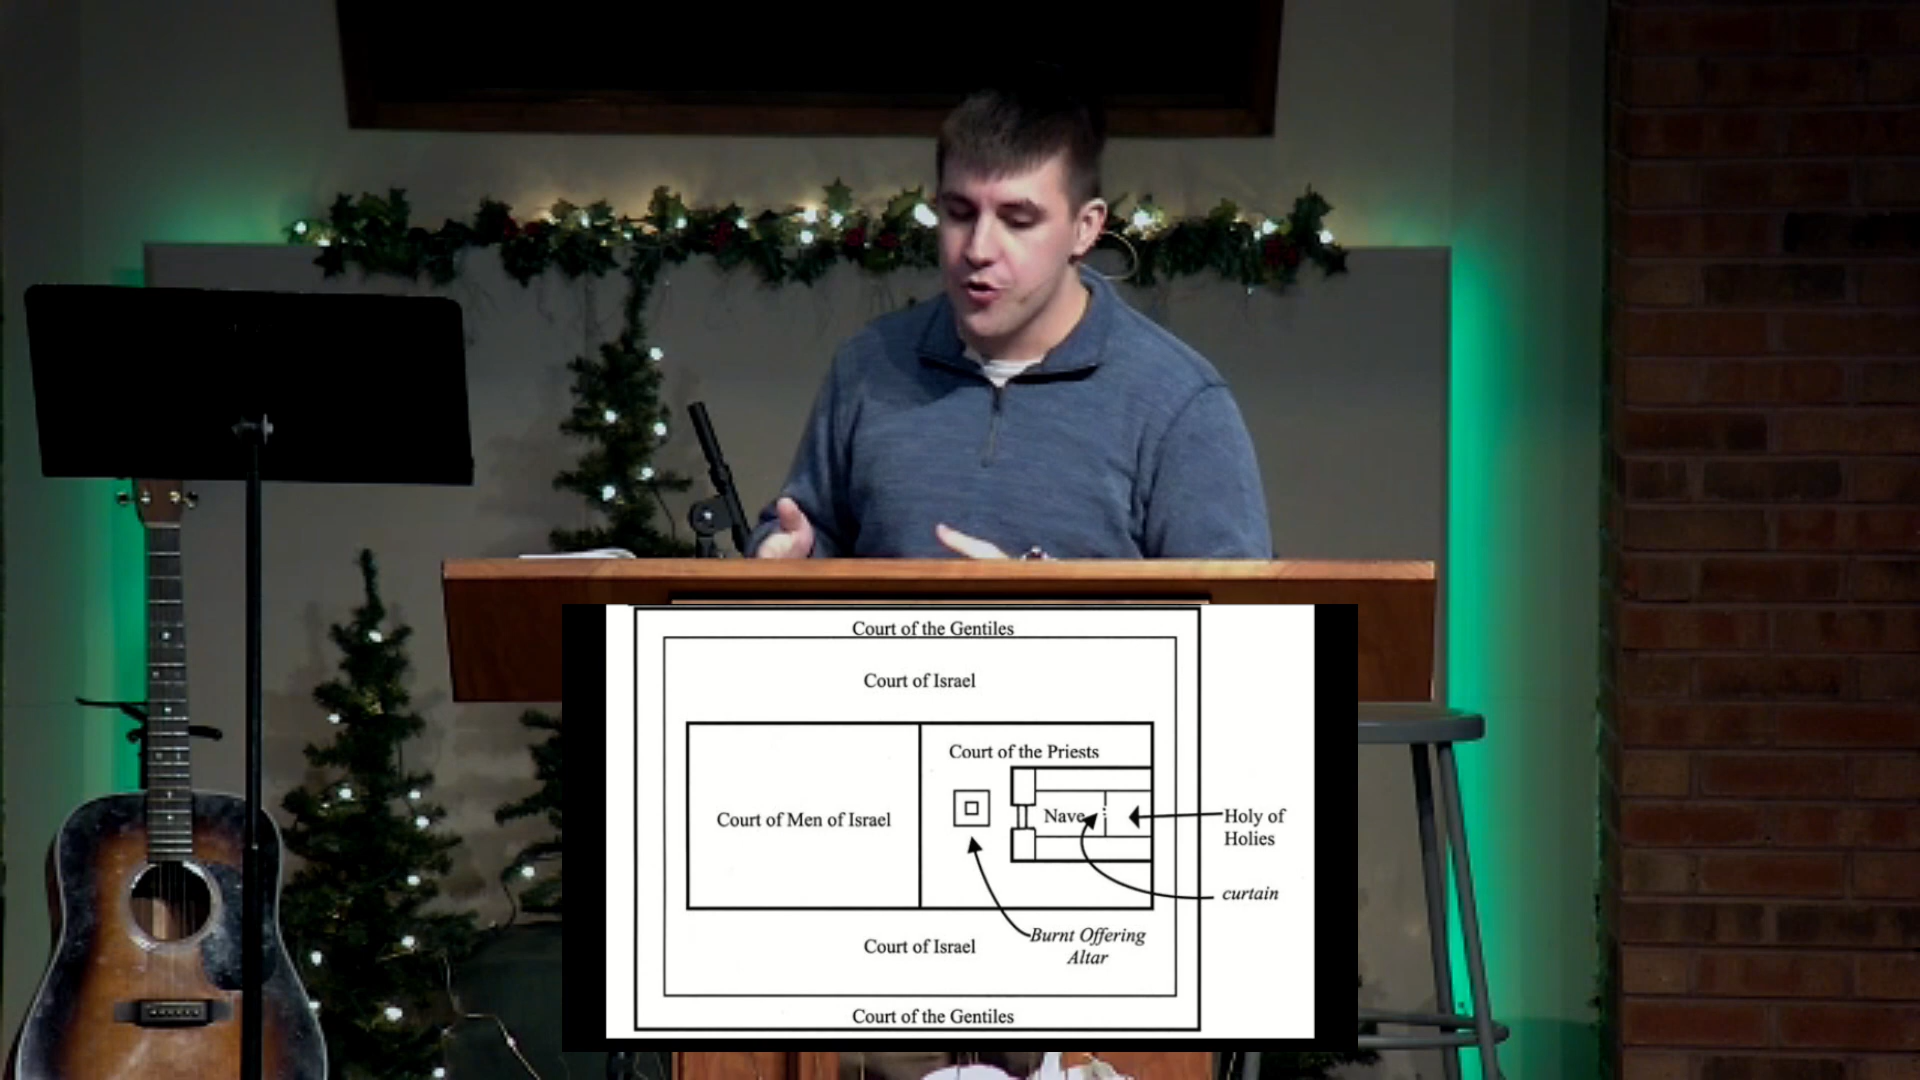 Court of the Gentiles
Court of Israel
Court of the Priests
Court of Men of Israel
Nave
Holy of
Holies
curtain
Burnt Offering
Altar
Court of Israel
Court of the Gentiles